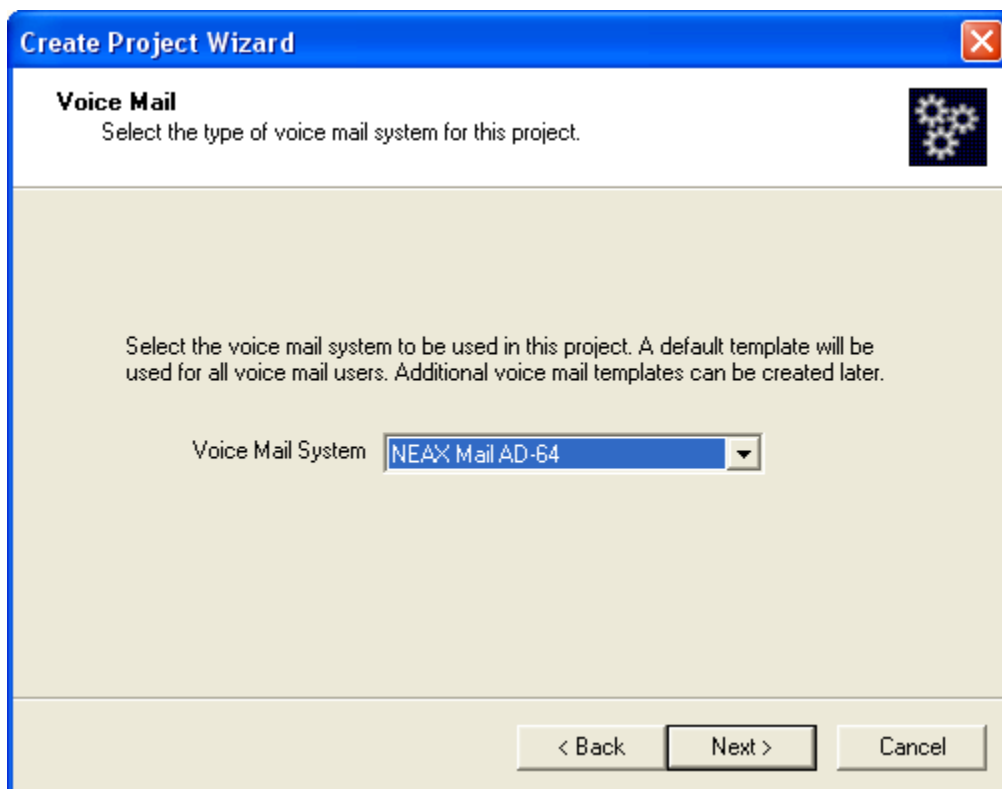 Create Project Wizard
Voice Mail
Select the type of voice mail system for this project.
Select the voice mail system to be used in this project. A default template will be
used for all voice mail users. Additional voice mail templates can be created later.
Voice Mail System NEAX Mail AD-64
< Back Next > Cancel